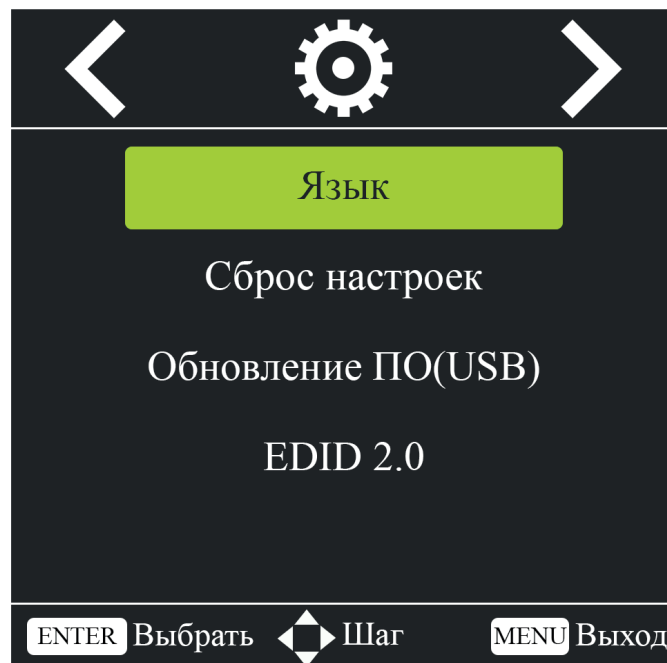 Язык
Сброс настроек
Обновление ПО(USB)
EDID 2.0
ENTER Выбрать Шаг MENU Выход